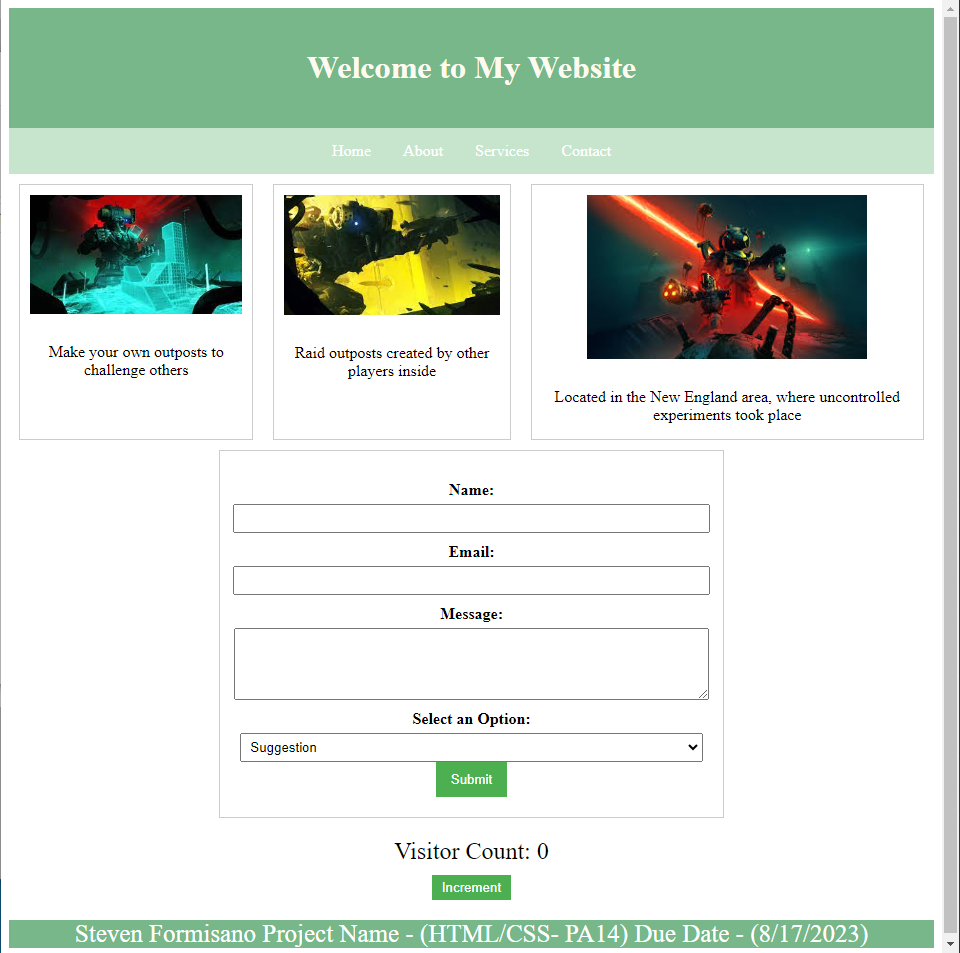 Welcome to My Website
Home About Services Contact
Make your own outposts to
challenge others
Raid outposts created by other
players inside
Located in the New England area, where uncontrolled
experiments took place
Name:
Email:
Message:
Select an Option:
Suggestion
Submit
Visitor Count: 0
Increment
Steven Formisano Project Name - (HTML/CSS- PA14) Due Date - (8/17/2023)